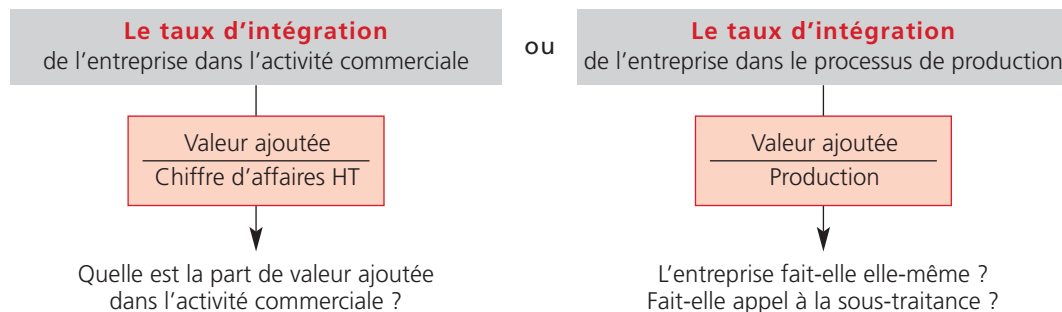 Le taux d'intégration
de l'entreprise dans l'activité commerciale
ou
Le taux d'intégration
de l'entreprise dans le processus de production
Valeur ajoutée
Chiffre d'affaires HT
Valeur ajoutée
Production
Quelle est la part de valeur ajoutée
dans l'activité commerciale ?
L'entreprise fait-elle elle-même ?
Fait-elle appel à la sous-traitance ?